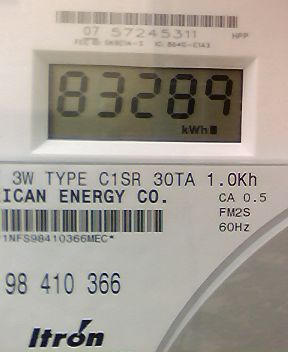 07 57245311 HPP
83289
kWh
3W TYPE C1SR 30TA 1.0Kh
ICAN ENERGY CO.
CA 0.5
FM2S
60Hz
1NFS98410366MEC*
98 410 366
Itron